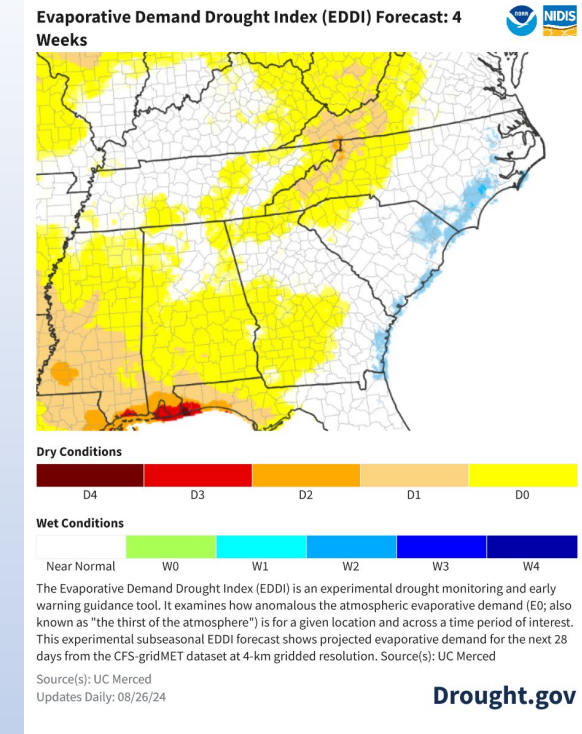 Evaporative Demand Drought Index (EDDI) Forecast: 4
Weeks
NOAA
NIDIS
Dry Conditions
D4 D3 D2 D1 D0
Wet Conditions
Near Normal W0 W1 W2 W3 W4
The Evaporative Demand Drought Index (EDDI) is an experimental drought monitoring and early
warning guidance tool. It examines how anomalous the atmospheric evaporative demand (E0; also
known as "the thirst of the atmosphere") is for a given location and across a time period of interest.
This experimental subseasonal EDDI forecast shows projected evaporative demand for the next 28
days from the CFS-gridMET dataset at 4-km gridded resolution. Source(s): UC Merced
Source(s): UC Merced
Updates Daily: 08/26/24
Drought.gov